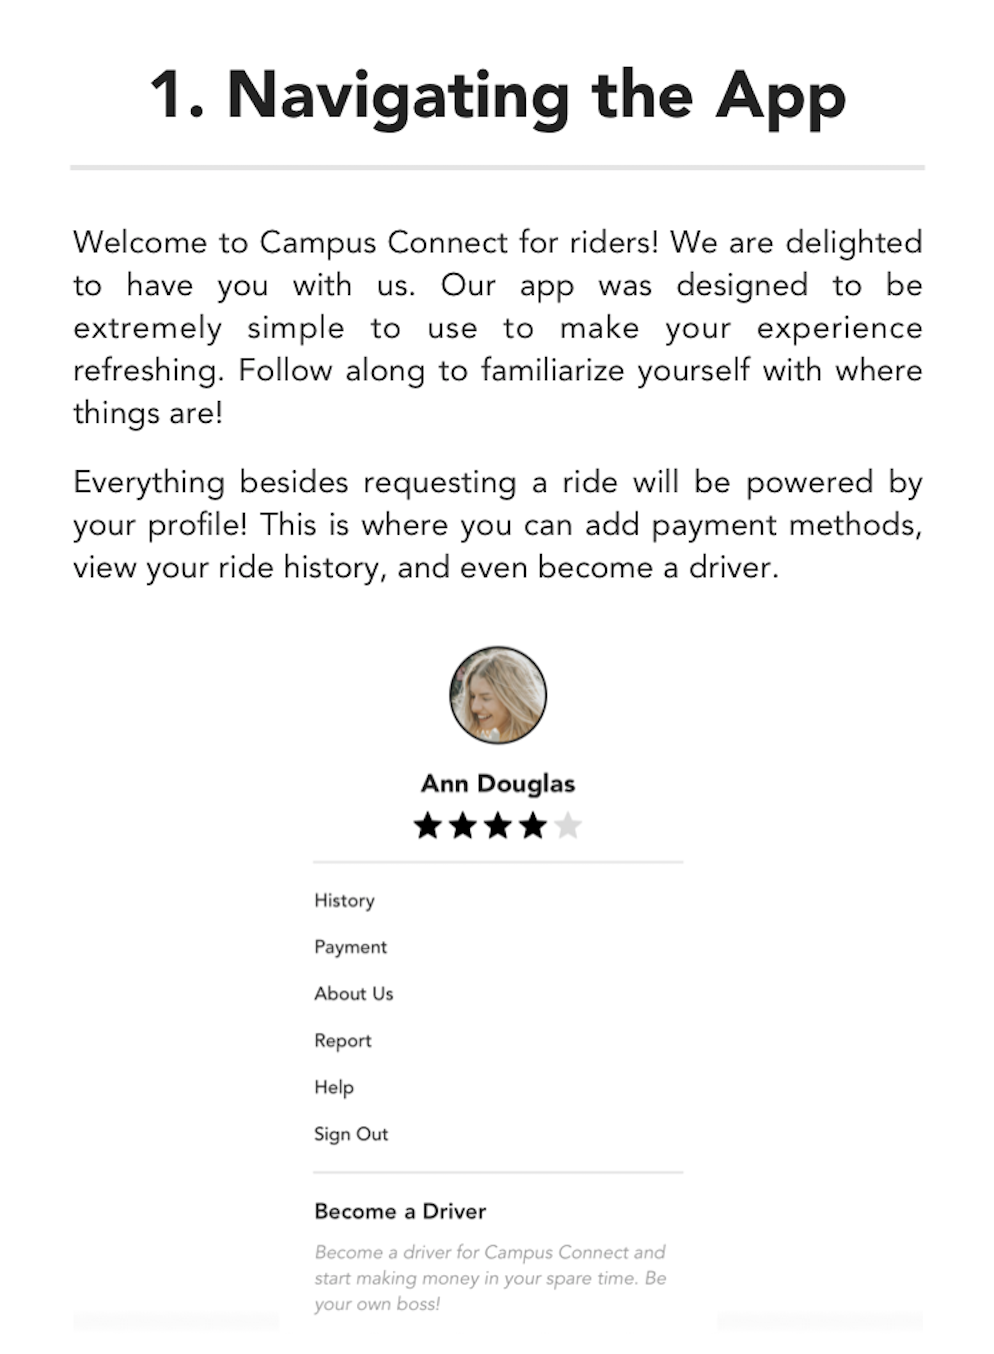 1. Navigating the App
Welcome to Campus Connect for riders! We are delighted
to have you with us. Our app was designed to be
extremely simple to use to make your experience
refreshing. Follow along to familiarize yourself with where
things are!
Everything besides requesting a ride will be powered by
your profile! This is where you can add payment methods,
view your ride history, and even become a driver.
Ann Douglas
History
Payment
About Us
Report
Help
Sign Out
Become a Driver
Become a driver for Campus Connect and
start making money in your spare time. Be
your own boss!